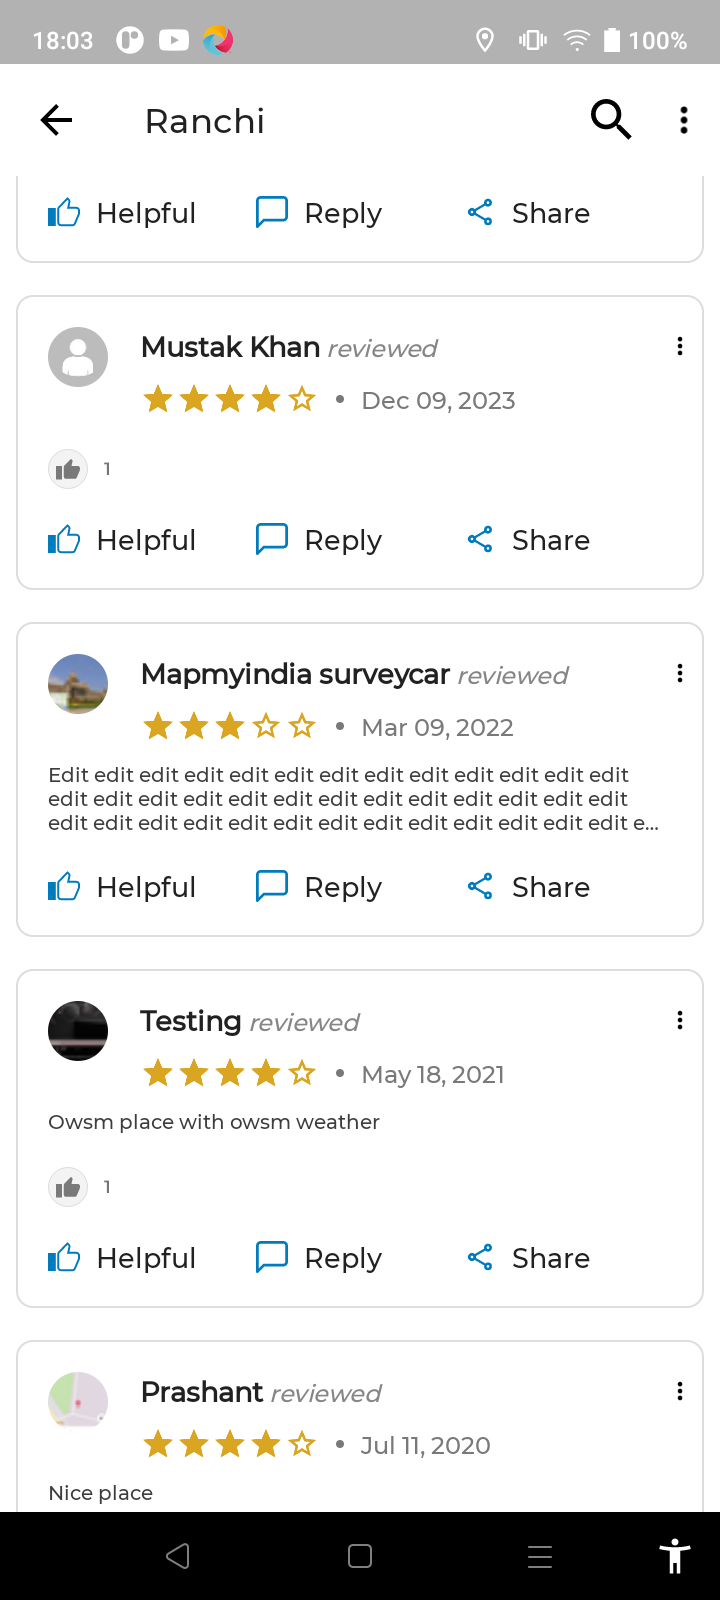 18:03
100%
Ranchi
Helpful
Reply
Share
Mustak Khan reviewed
• Dec 09, 2023
1
Helpful
Reply
Share
Mapmyindia surveycar reviewed
• Mar 09, 2022
Edit edit edit edit edit edit edit edit edit edit edit edit edit
edit edit edit edit edit edit edit edit edit edit edit edit edit
edit edit edit edit edit edit edit edit edit edit edit edit edit e...
Helpful
Reply
Share
Testing reviewed
• May 18, 2021
Owsm place with owsm weather
1
Helpful
Reply
Share
Prashant reviewed
• Jul 11, 2020
Nice place